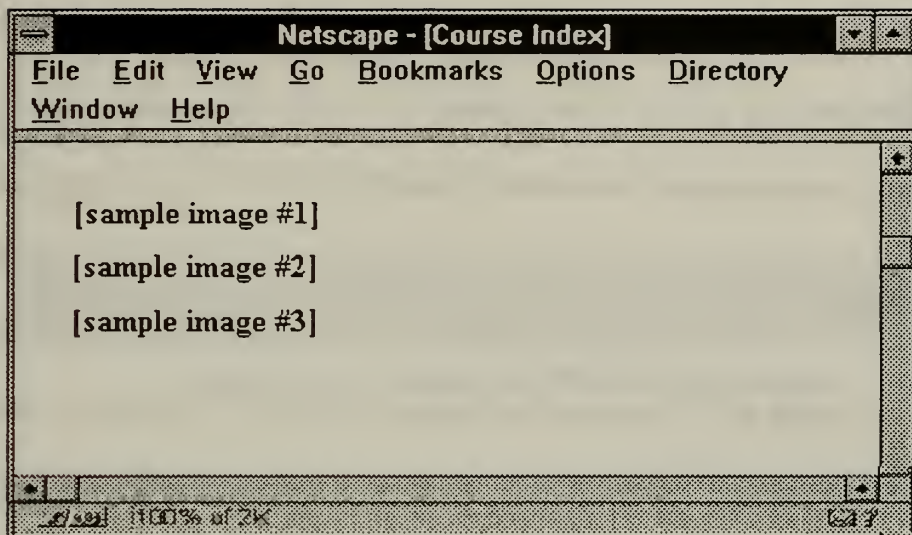 Netscape - [Course Index]
File Edit View Go Bookmarks Options Directory
Window Help
[sample image #1]
[sample image #2]
[sample image #3]
100% of 2K